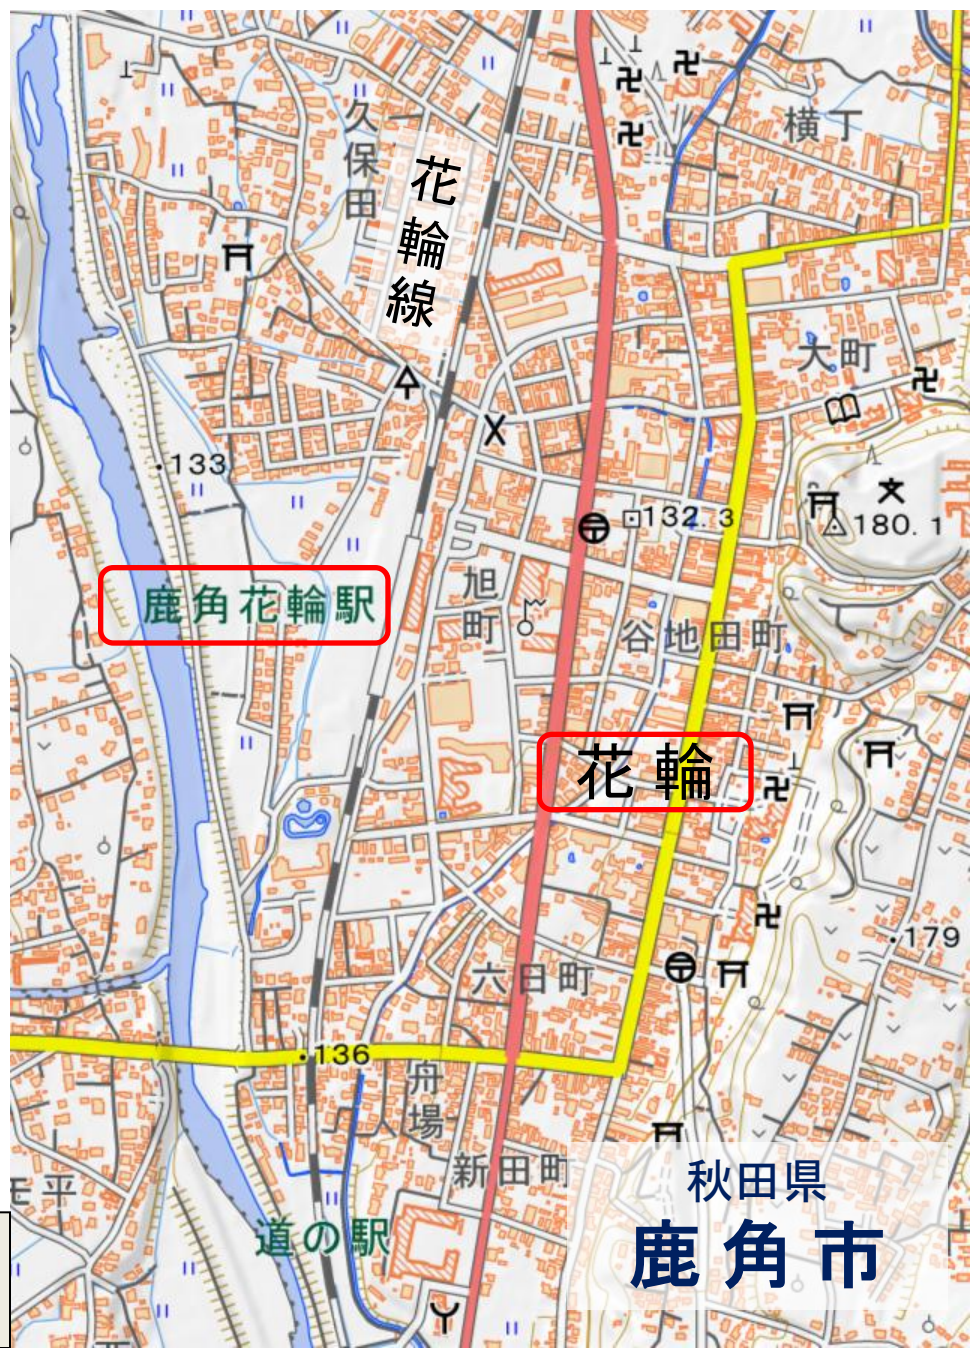 久保田
横丁
花輪線
大町
133
132.3
180.1
旭町
鹿角花輪駅
谷地田町
花輪
179
六日町
136
舟場
新田町
秋田県
鹿角市
道の駅